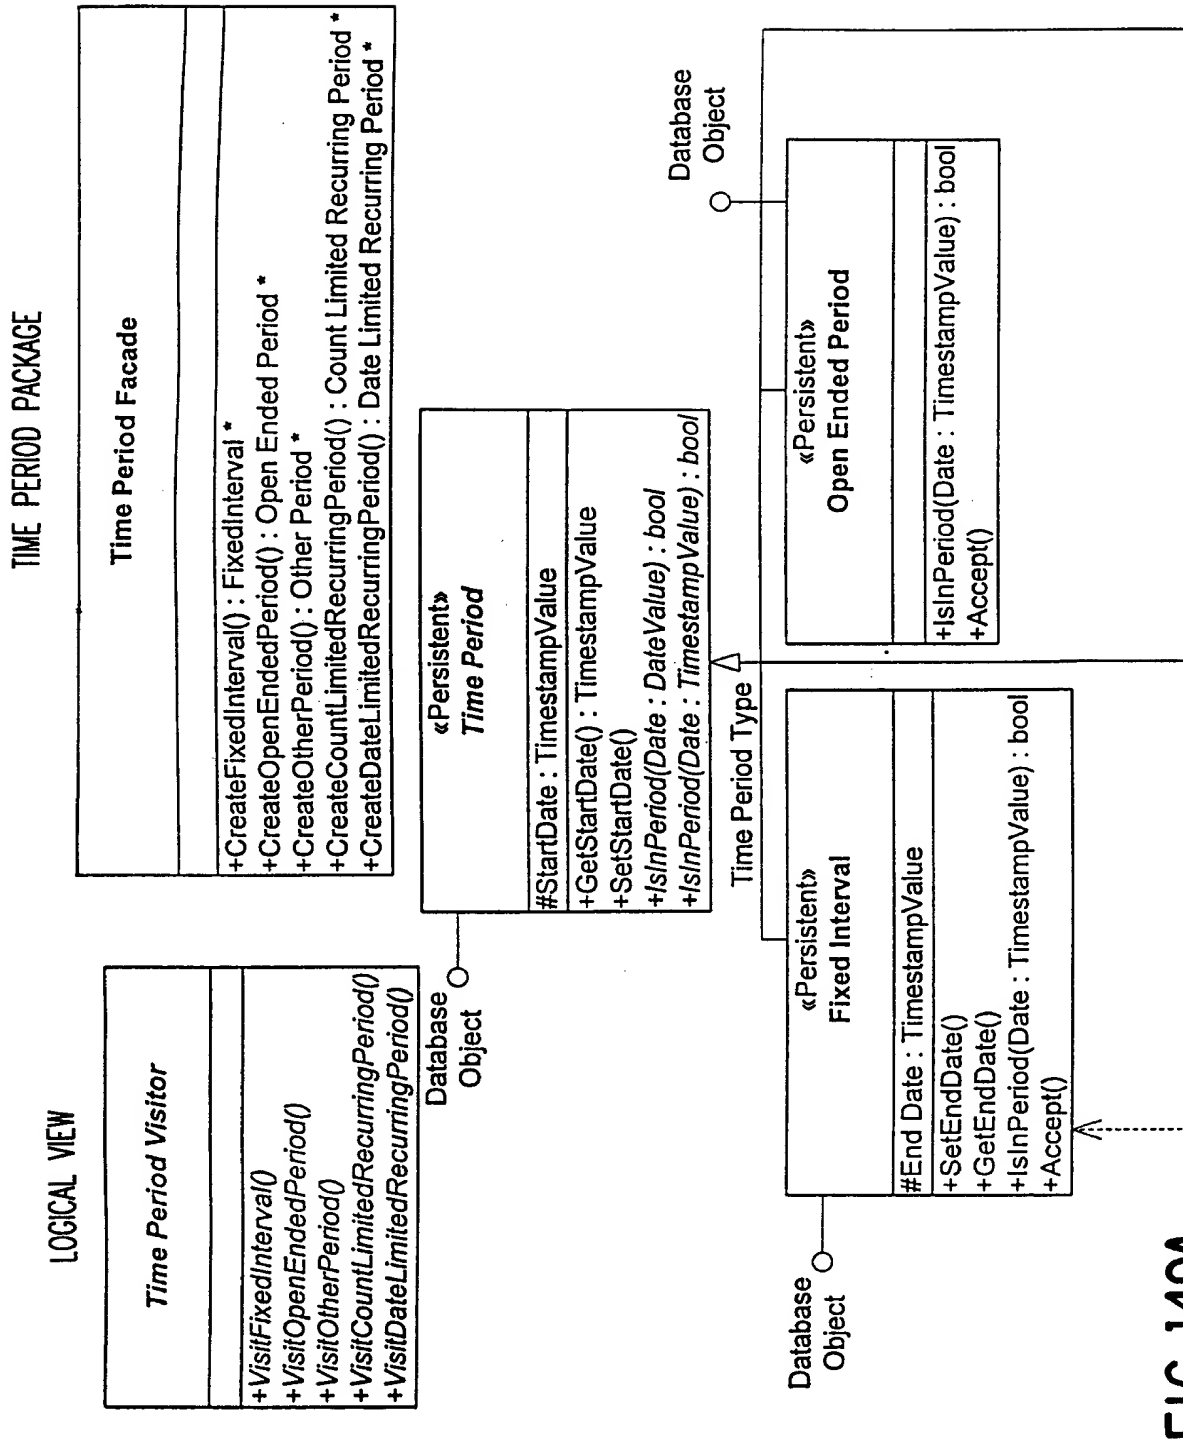 LOGICAL VIEW
TIME PERIOD PACKAGE
Time Period Visitor
+VisitFixedInterval()
+VisitOpenEndedPeriod()
+VisitOtherPeriod()
+VisitCountLimitedRecurringPeriod()
+VisitDateLimitedRecurringPeriod()
Time Period Facade
+CreateFixedInterval() : FixedInterval *
+CreateOpenEndedPeriod() : Open Ended Period *
+CreateOtherPeriod() : Other Period *
+CreateCountLimitedRecurringPeriod() : Count Limited Recurring Period *
+CreateDateLimitedRecurringPeriod() : Date Limited Recurring Period *
Database
Object
«Persistent»
Time Period
#StartDate : TimestampValue
+GetStartDate() : TimestampValue
+SetStartDate()
+IsInPeriod(Date : DateValue) : bool
+IsInPeriod(Date : TimestampValue) : bool
Time Period Type
Database
Object
Database
Object
«Persistent»
Fixed Interval
#End Date : TimestampValue
+SetEndDate()
+GetEndDate()
+IsInPeriod(Date : TimestampValue) : bool
+Accept()
«Persistent»
Open Ended Period
+IsInPeriod(Date : TimestampValue) : bool
+Accept()